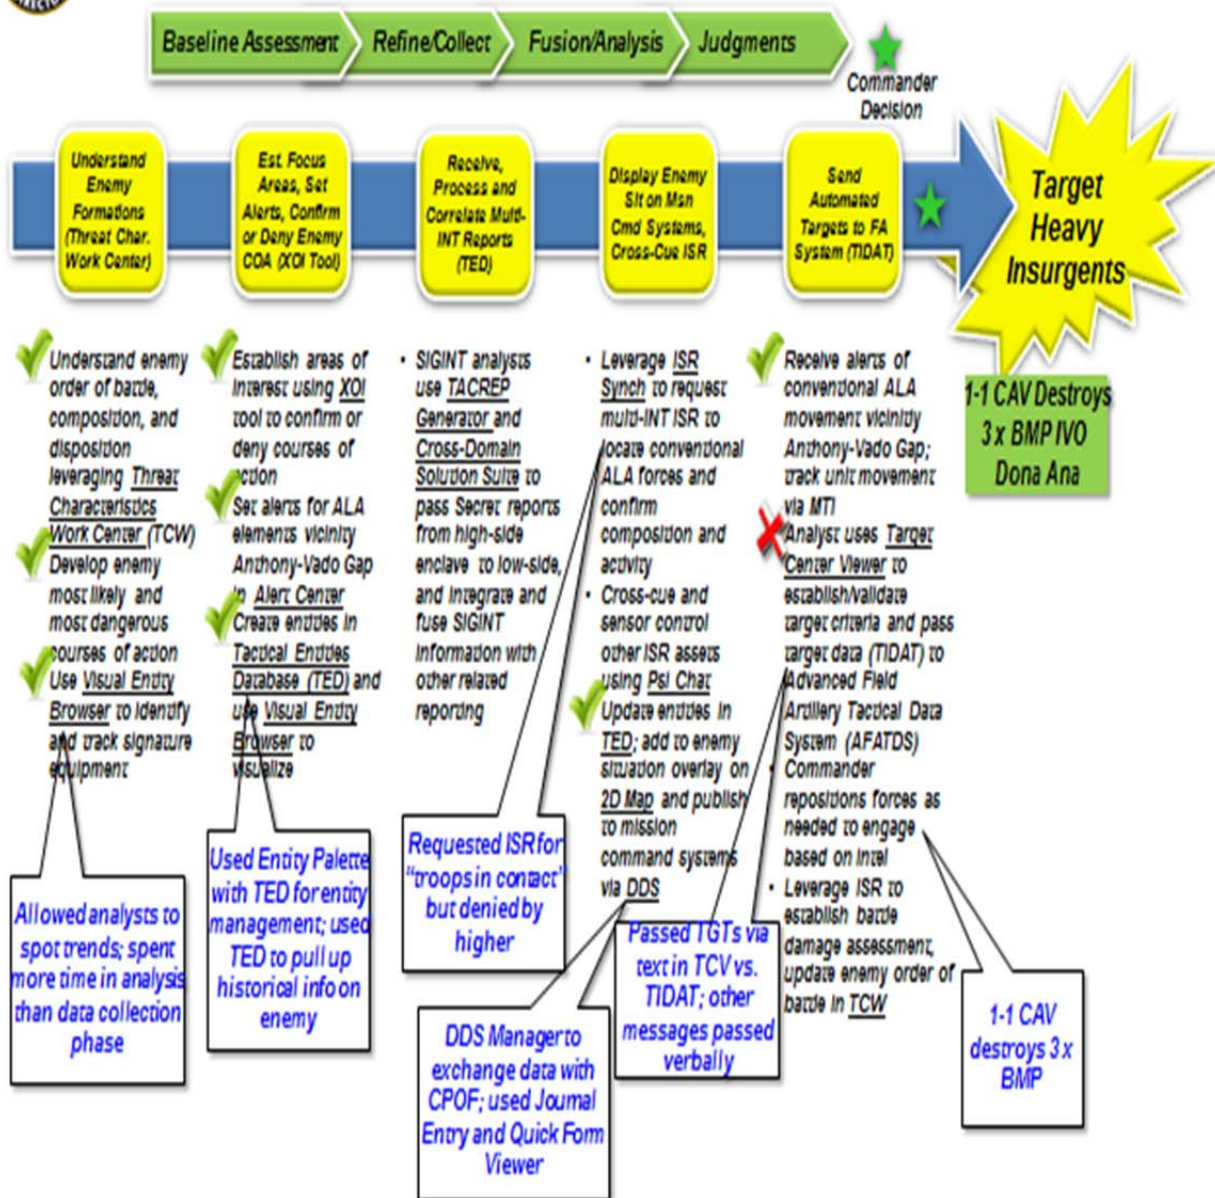 DIRECTO
Baseline Assessment
Refine/Collect
Fusion/Analysis
Judgments
Commander
Decision
Understand
Enemy
Formations
(Threat Char.
Work Center)
Est. Focus
Areas, Set
Alerts, Confirm
or Deny Enemy
COA (XOI Tool)
Receive,
Process and
Correlate Multi-
INT Reports
(TED)
Display Enemy
Sit on Msn
Cmd Systems,
Cross-Cue ISR
Send
Automated
Targets to FA
System (TIDAT)
Target
Heavy
Insurgents
1-1 CAV Destroys
3 x BMP IVO
Dona Ana
Understand enemy
order of battle,
composition, and
disposition
leveraging Threat
Characteristics
Work Center (TCW)
Develop enemy
most likely and
most dangerous
courses of action
Use Visual Entity
Browser to identify
and track signature
equipment
Establish areas of
interest using XOI
tool to confirm or
deny courses of
action
Set alerts for ALA
elements vicinity
Anthony-Vado Gap
in Alert Center
Create entities in
Tactical Entities
Database (TED) and
use Visual Entity
Browser to
visualize
• SIGINT analysts
use TACREP
Generator and
Cross-Domain
Solution Suite to
pass Secret reports
from high-side
enclave to low-side,
and integrate and
fuse SIGINT
information with
other related
reporting
• Leverage ISR
Synch to request
multi-INT ISR to
locate conventional
ALA forces and
confirm
composition and
activity
• Cross-cue and
sensor control
other ISR assets
using Psi Chat
Update entities in
TED; add to enemy
situation overlay on
2D Map and publish
to mission
command systems
via DDS
Receive alerts of
conventional ALA
movement vicinity
Anthony-Vado Gap;
track unit movement
via MTI
Analyst uses Target
Center Viewer to
establish/validate
target criteria and pass
target data (TIDAT) to
Advanced Field
Artillery Tactical Data
System (AFATDS)
• Commander
repositions forces as
needed to engage
based on Intel
• Leverage ISR to
establish battle
damage assessment,
update enemy order of
battle in TCW
Allowed analysts to
spot trends; spent
more time in analysis
than data collection
phase
Used Entity Palette
with TED for entity
management; used
TED to pull up
historical info on
enemy
Requested ISR for
"troops in contact"
but denied by
higher
DDS Manager to
exchange data with
CPOF; used Journal
Entry and Quick Form
Viewer
Passed TGTs via
text in TCV vs.
TIDAT; other
messages passed
verbally
1-1 CAV
destroys 3 x
BMP